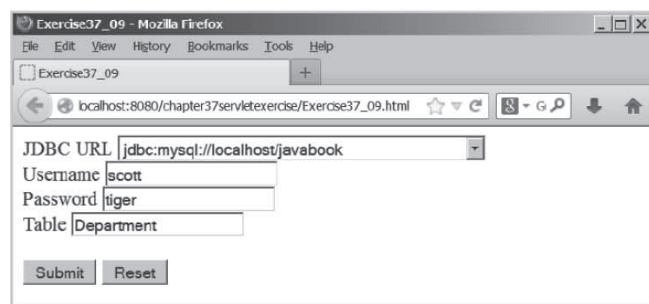 Exercise37_09 - Mozilla Firefox
File Edit View History Bookmarks Tools Help
Exercise37_09 +
localhost:8080/chapter37servletexercise/Exercise37_09.html 8 G
JDBC URL jdbc:mysql://localhost/javabook
Username scott
Password tiger
Table Department
Submit Reset